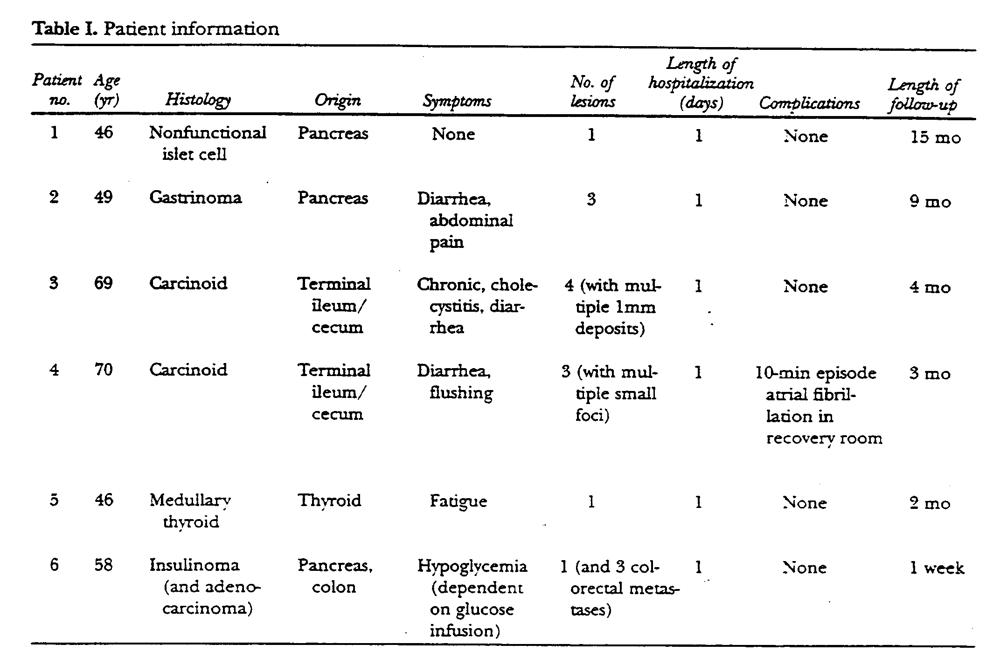 Table I. Patient information
Patient no. Age (yr) Histology Origin Symptoms No. of lesions Length of hospitalization (days) Complications Length of follow-up
1 46 Nonfunctional Pancreas None 1 1 None 15 mo
islet cell
2 49 Gastrinoma Pancreas Diarrhea, 3 1 None 9 mo
abdominal
pain
3 69 Carcinoid Terminal Chronic, chole- 4 (with mul- 1 None 4 mo
ileum/ cystitis, diar- tiple 1mm
cecum rhea deposits)
4 70 Carcinoid Terminal Diarrhea, 3 (with mul- 1 10-min episode 3 mo
ileum/ flushing tiple small atrial fibril-
cecum foci) lation in
recovery room
5 46 Medullary Thyroid Fatigue 1 1 None 2 mo
thyroid
6 58 Insulinoma Pancreas, Hypoglycemia 1 (and 3 col- 1 None 1 week
(and adeno- colon (dependent orectal metas-
carcinoma) on glucose tases)
infusion)